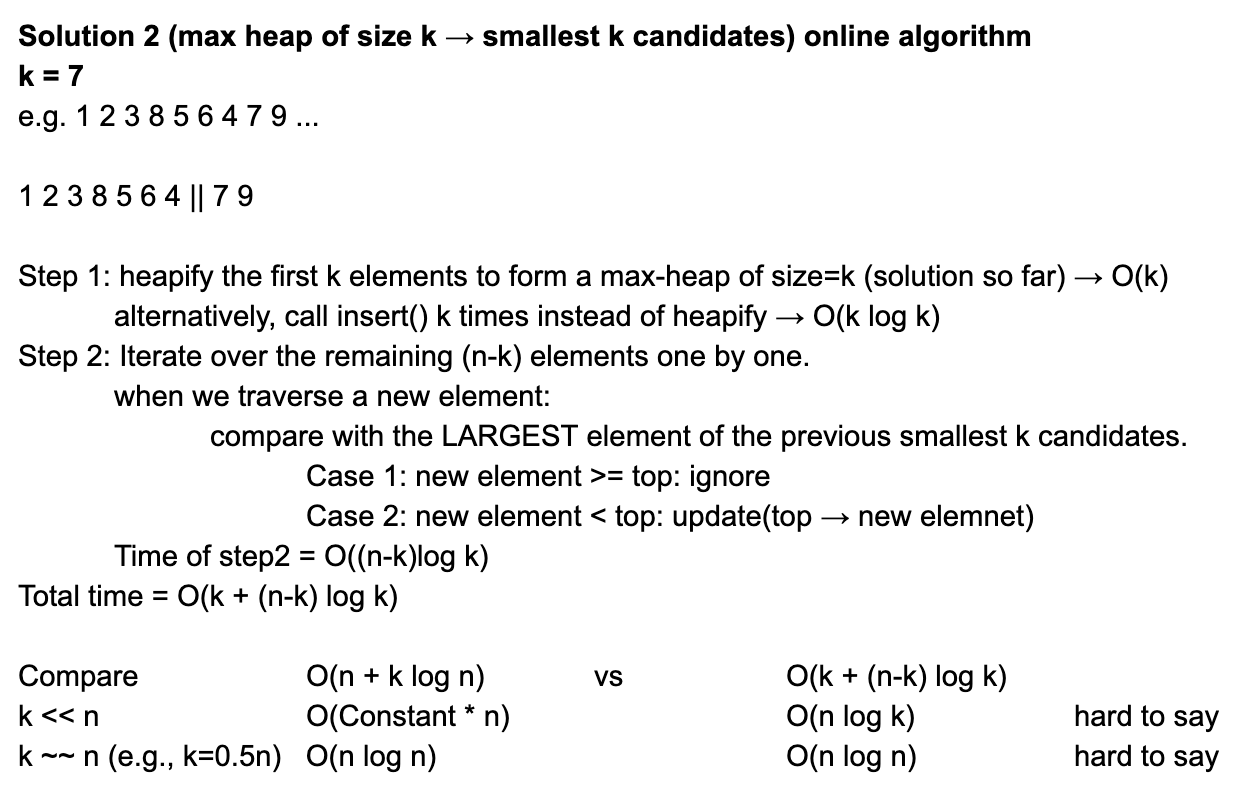 Solution 2 (max heap of size k → smallest k candidates) online algorithm
k = 7
e.g. 1 2 3 8 5 6 4 7 9 ...
1 2 3 8 5 6 4 || 7 9
Step 1: heapify the first k elements to form a max-heap of size=k (solution so far) → O(k)
alternatively, call insert() k times instead of heapify → O(k log k)
Step 2: Iterate over the remaining (n-k) elements one by one.
when we traverse a new element:
compare with the LARGEST element of the previous smallest k candidates.
Case 1: new element >= top: ignore
Case 2: new element < top: update(top → new elemnet)
Time of step2 = O((n-k)log k)
Total time = O(k + (n-k) log k)
Compare O(n + k log n) vs O(k + (n-k) log k)
k << n O(Constant * n) O(n log k) hard to say
k ~~ n (e.g., k=0.5n) O(n log n) O(n log n) hard to say